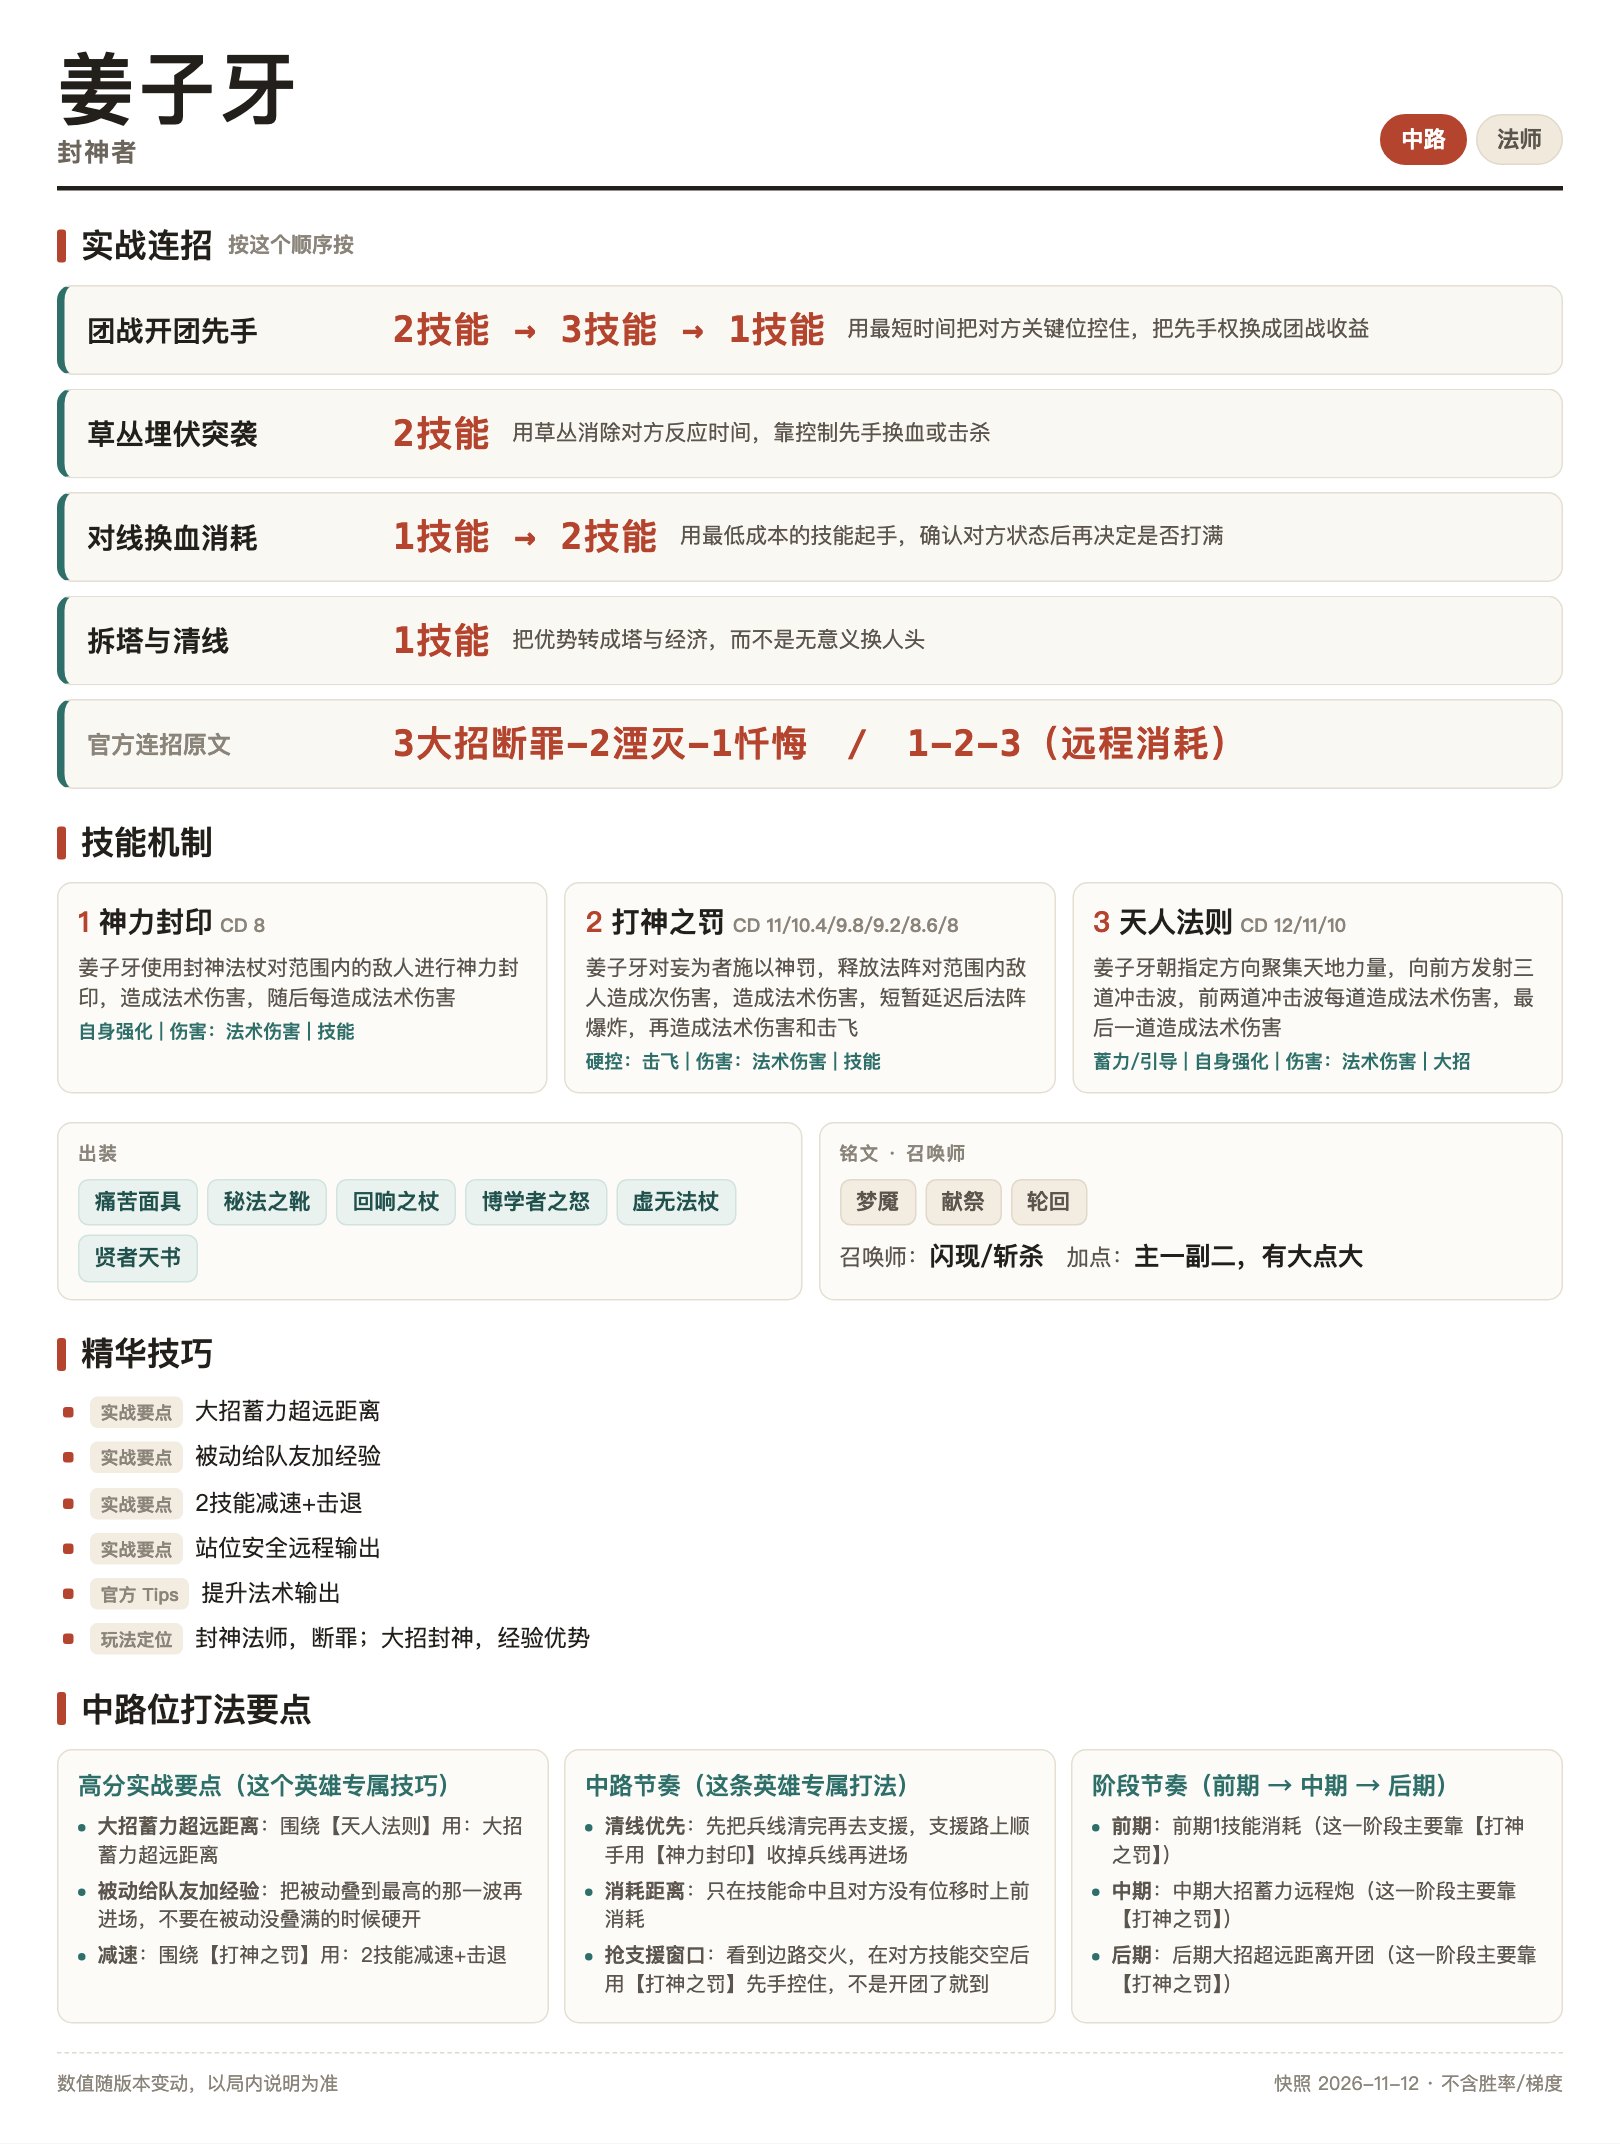 姜子牙
封神者
中路 法师
实战连招 按这个顺序按
团战开团先手 2技能 → 3技能 → 1技能 用最短时间把对方关键位控住，把先手权换成团战收益
草丛埋伏突袭 2技能 用草丛消除对方反应时间，靠控制先手换血或击杀
对线换血消耗 1技能 → 2技能 用最低成本的技能起手，确认对方状态后再决定是否打满
拆塔与清线 1技能 把优势转成塔与经济，而不是无意义换人头
官方连招原文 3大招断罪-2湮灭-1忏悔 / 1-2-3（远程消耗）
技能机制
1 神力封印 CD 8
姜子牙使用封神法杖对范围内的敌人进行神力封
印，造成法术伤害，随后每造成法术伤害
自身强化 | 伤害：法术伤害 | 技能
2 打神之罚 CD 11/10.4/9.8/9.2/8.6/8
姜子牙对妄为者施以神罚，释放法阵对范围内敌
人造成次伤害，造成法术伤害，短暂延迟后法阵
爆炸，再造成法术伤害和击飞
硬控：击飞 | 伤害：法术伤害 | 技能
3 天人法则 CD 12/11/10
姜子牙朝指定方向聚集天地力量，向前方发射三
道冲击波，前两道冲击波每道造成法术伤害，最
后一道造成法术伤害
蓄力/引导 | 自身强化 | 伤害：法术伤害 | 大招
出装
痛苦面具 秘法之靴 回响之杖 博学者之怒 虚无法杖
贤者天书
铭文 · 召唤师
梦魇 献祭 轮回
召唤师：闪现/斩杀 加点：主一副二，有大点大
精华技巧
实战要点 大招蓄力超远距离
实战要点 被动给队友加经验
实战要点 2技能减速+击退
实战要点 站位安全远程输出
官方 Tips 提升法术输出
玩法定位 封神法师，断罪；大招封神，经验优势
中路位打法要点
高分实战要点（这个英雄专属技巧）
大招蓄力超远距离：围绕【天人法则】用：大招
蓄力超远距离
被动给队友加经验：把被动叠到最高的那一波再
进场，不要在被动没叠满的时候硬开
减速：围绕【打神之罚】用：2技能减速+击退
中路节奏（这条英雄专属打法）
清线优先：先把兵线清完再去支援，支援路上顺
手用【神力封印】收掉兵线再进场
消耗距离：只在技能命中且对方没有位移时上前
消耗
抢支援窗口：看到边路交火，在对方技能交空后
用【打神之罚】先手控住，不是开团了就到
阶段节奏（前期 → 中期 → 后期）
前期：前期1技能消耗（这一阶段主要靠【打神
之罚】）
中期：中期大招蓄力远程炮（这一阶段主要靠
【打神之罚】）
后期：后期大招超远距离开团（这一阶段主要靠
【打神之罚】）
数值随版本变动，以局内说明为准
快照 2026-11-12 · 不含胜率/梯度